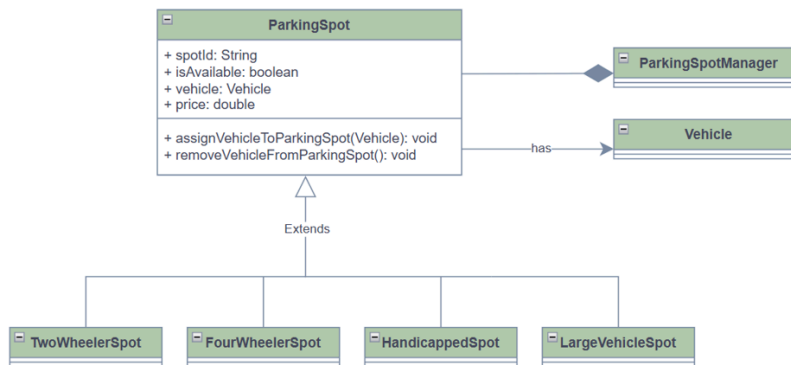 ParkingSpot
+ spotId: String
+ isAvailable: boolean
+ vehicle: Vehicle
+ price: double
+ assignVehicleToParkingSpot(Vehicle): void
+ removeVehicleFromParkingSpot(): void
ParkingSpotManager
has
Vehicle
Extends
TwoWheelerSpot
FourWheelerSpot
HandicappedSpot
LargeVehicleSpot